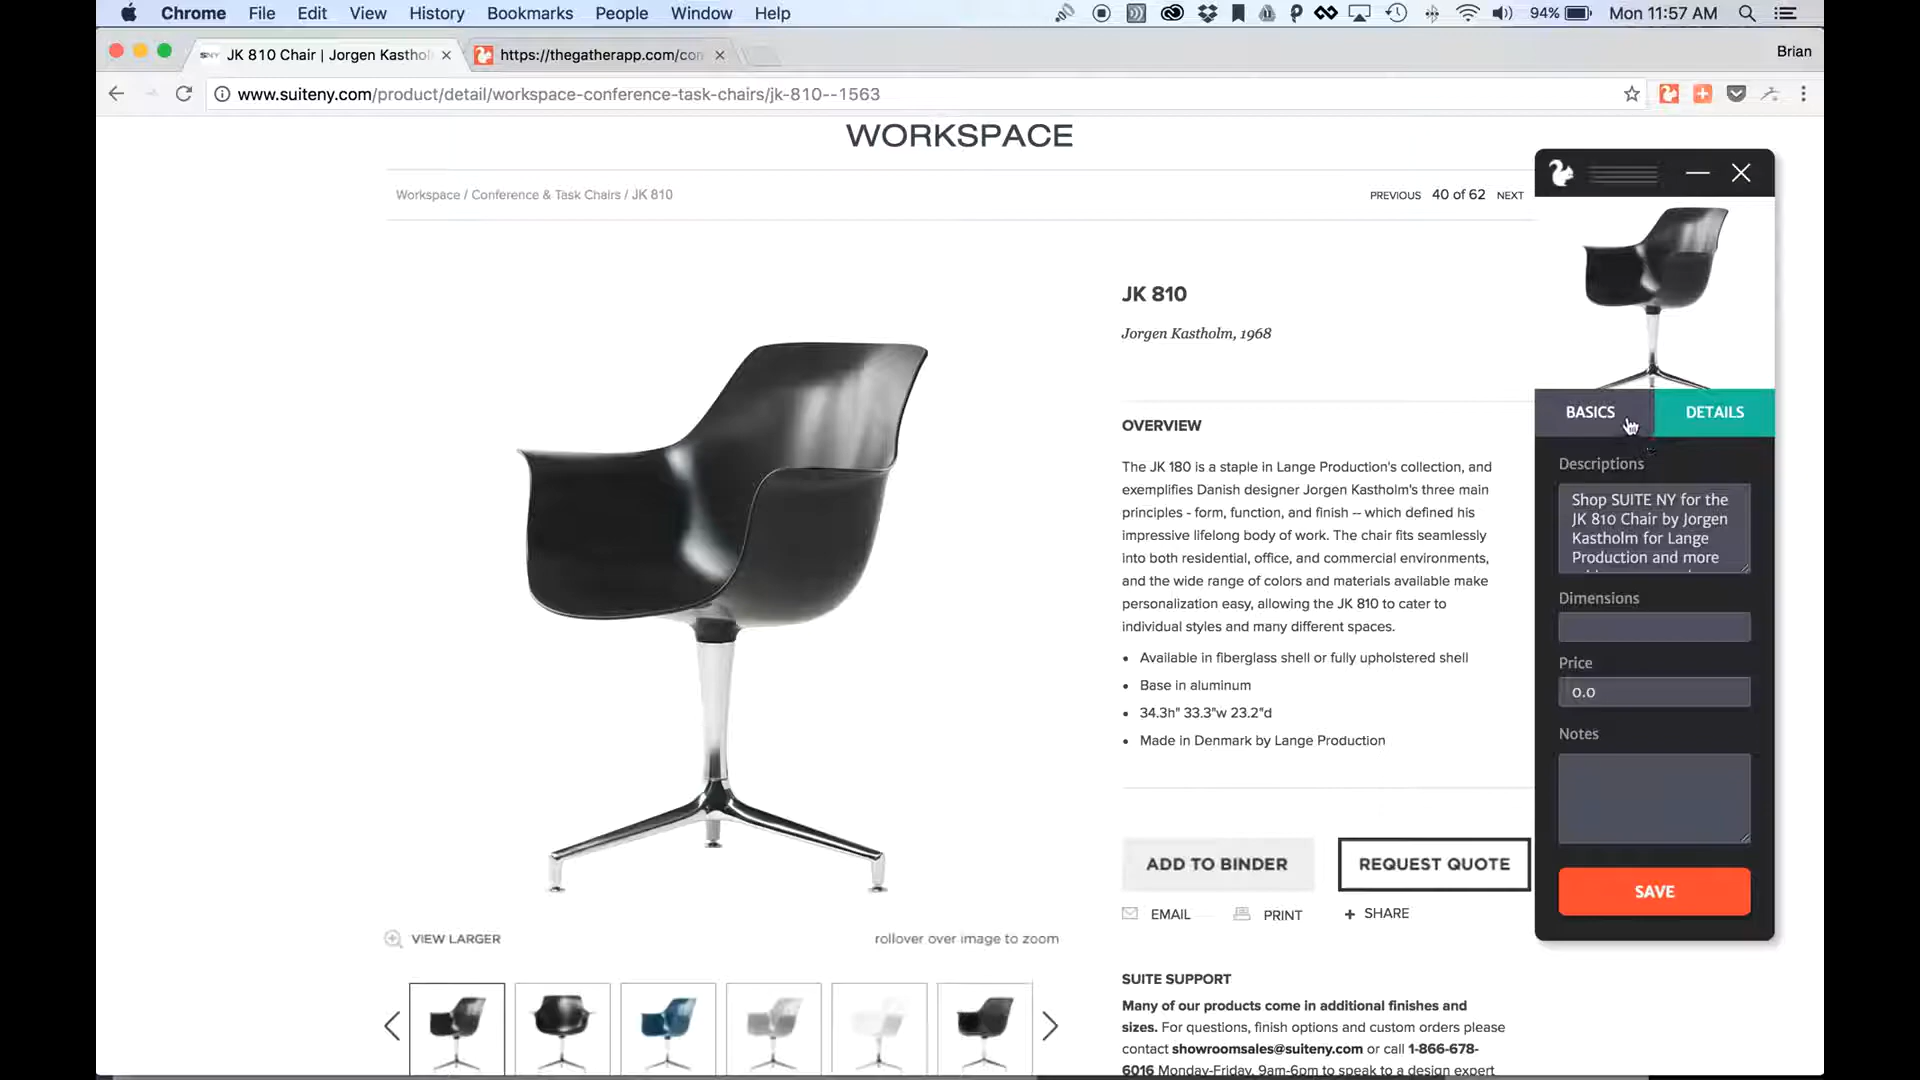 Chrome File Edit View History Bookmarks People Window Help 94% Mon 11:57 AM
JK 810 Chair | Jorgen Kasthol https://thegatherapp.com/con Brian
www.suiteny.com/product/detail/workspace-conference-task-chairs/jk-810--1563
WORKSPACE
Workspace / Conference & Task Chairs / JK 810
PREVIOUS 40 of 62 NEXT
JK 810
Jorgen Kastholm, 1968
OVERVIEW
The JK 180 is a staple in Lange Production's collection, and
exemplifies Danish designer Jorgen Kastholm's three main
principles - form, function, and finish -- which defined his
impressive lifelong body of work. The chair fits seamlessly
into both residential, office, and commercial environments,
and the wide range of colors and materials available make
personalization easy, allowing the JK 810 to cater to
individual styles and many different spaces.
• Available in fiberglass shell or fully upholstered shell
• Base in aluminum
• 34.3h" 33.3"w 23.2"d
• Made in Denmark by Lange Production
ADD TO BINDER
REQUEST QUOTE
EMAIL PRINT + SHARE
VIEW LARGER
rollover over image to zoom
SUITE SUPPORT
Many of our products come in additional finishes and
sizes. For questions, finish options and custom orders please
contact showroomsales@suiteny.com or call 1-866-678-
6016 Monday-Friday, 9am-6pm to speak to a design expert
BASICS DETAILS
Descriptions
Shop SUITE NY for the
JK 810 Chair by Jorgen
Kastholm for Lange
Production and more
Dimensions
Price
0.0
Notes
SAVE